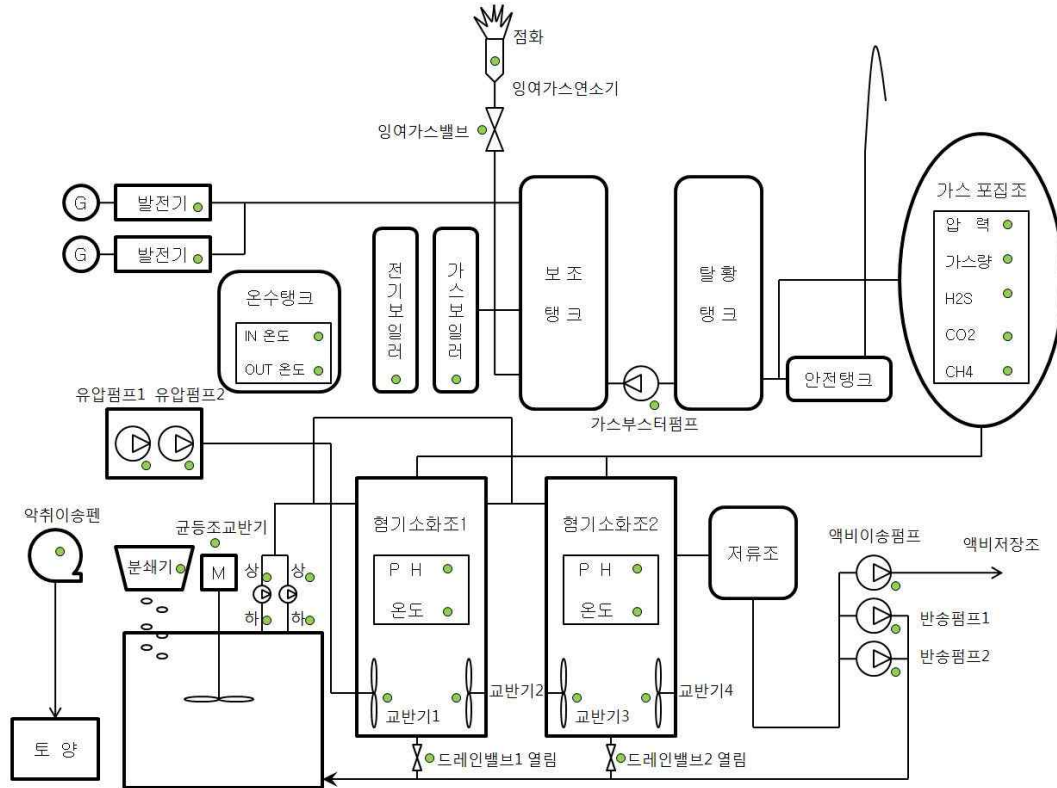 점화
잉여가스연소기
잉여가스밸브
G 발전기
G 발전기
온수탱크
IN 온도
OUT 온도
전기보일러
가스보일러
보조
탱크
탈황
탱크
가스 포집조
압 력
가스량
H2S
CO2
CH4
안전탱크
가스부스터펌프
유압펌프1 유압펌프2
악취이송펜
분쇄기
균등조교반기
M
상
상
하
하
혐기소화조1
P H
온도
혐기소화조2
P H
온도
저류조
액비이송펌프
액비저장조
반송펌프1
반송펌프2
교반기1
교반기2
교반기3
교반기4
드레인밸브1 열림
드레인밸브2 열림
토 양